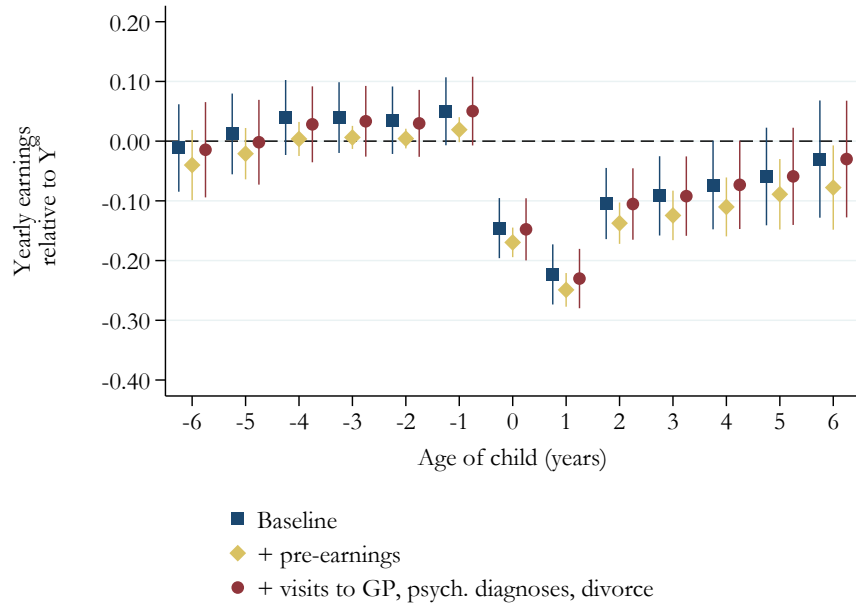 0.20
0.10
0.00
-0.10
-0.20
-0.30
-0.40
Yearly earnings
relative to Y
-6 -5 -4 -3 -2 -1 0 1 2 3 4 5 6
Age of child (years)
Baseline
+ pre-earnings
+ visits to GP, psych. diagnoses, divorce